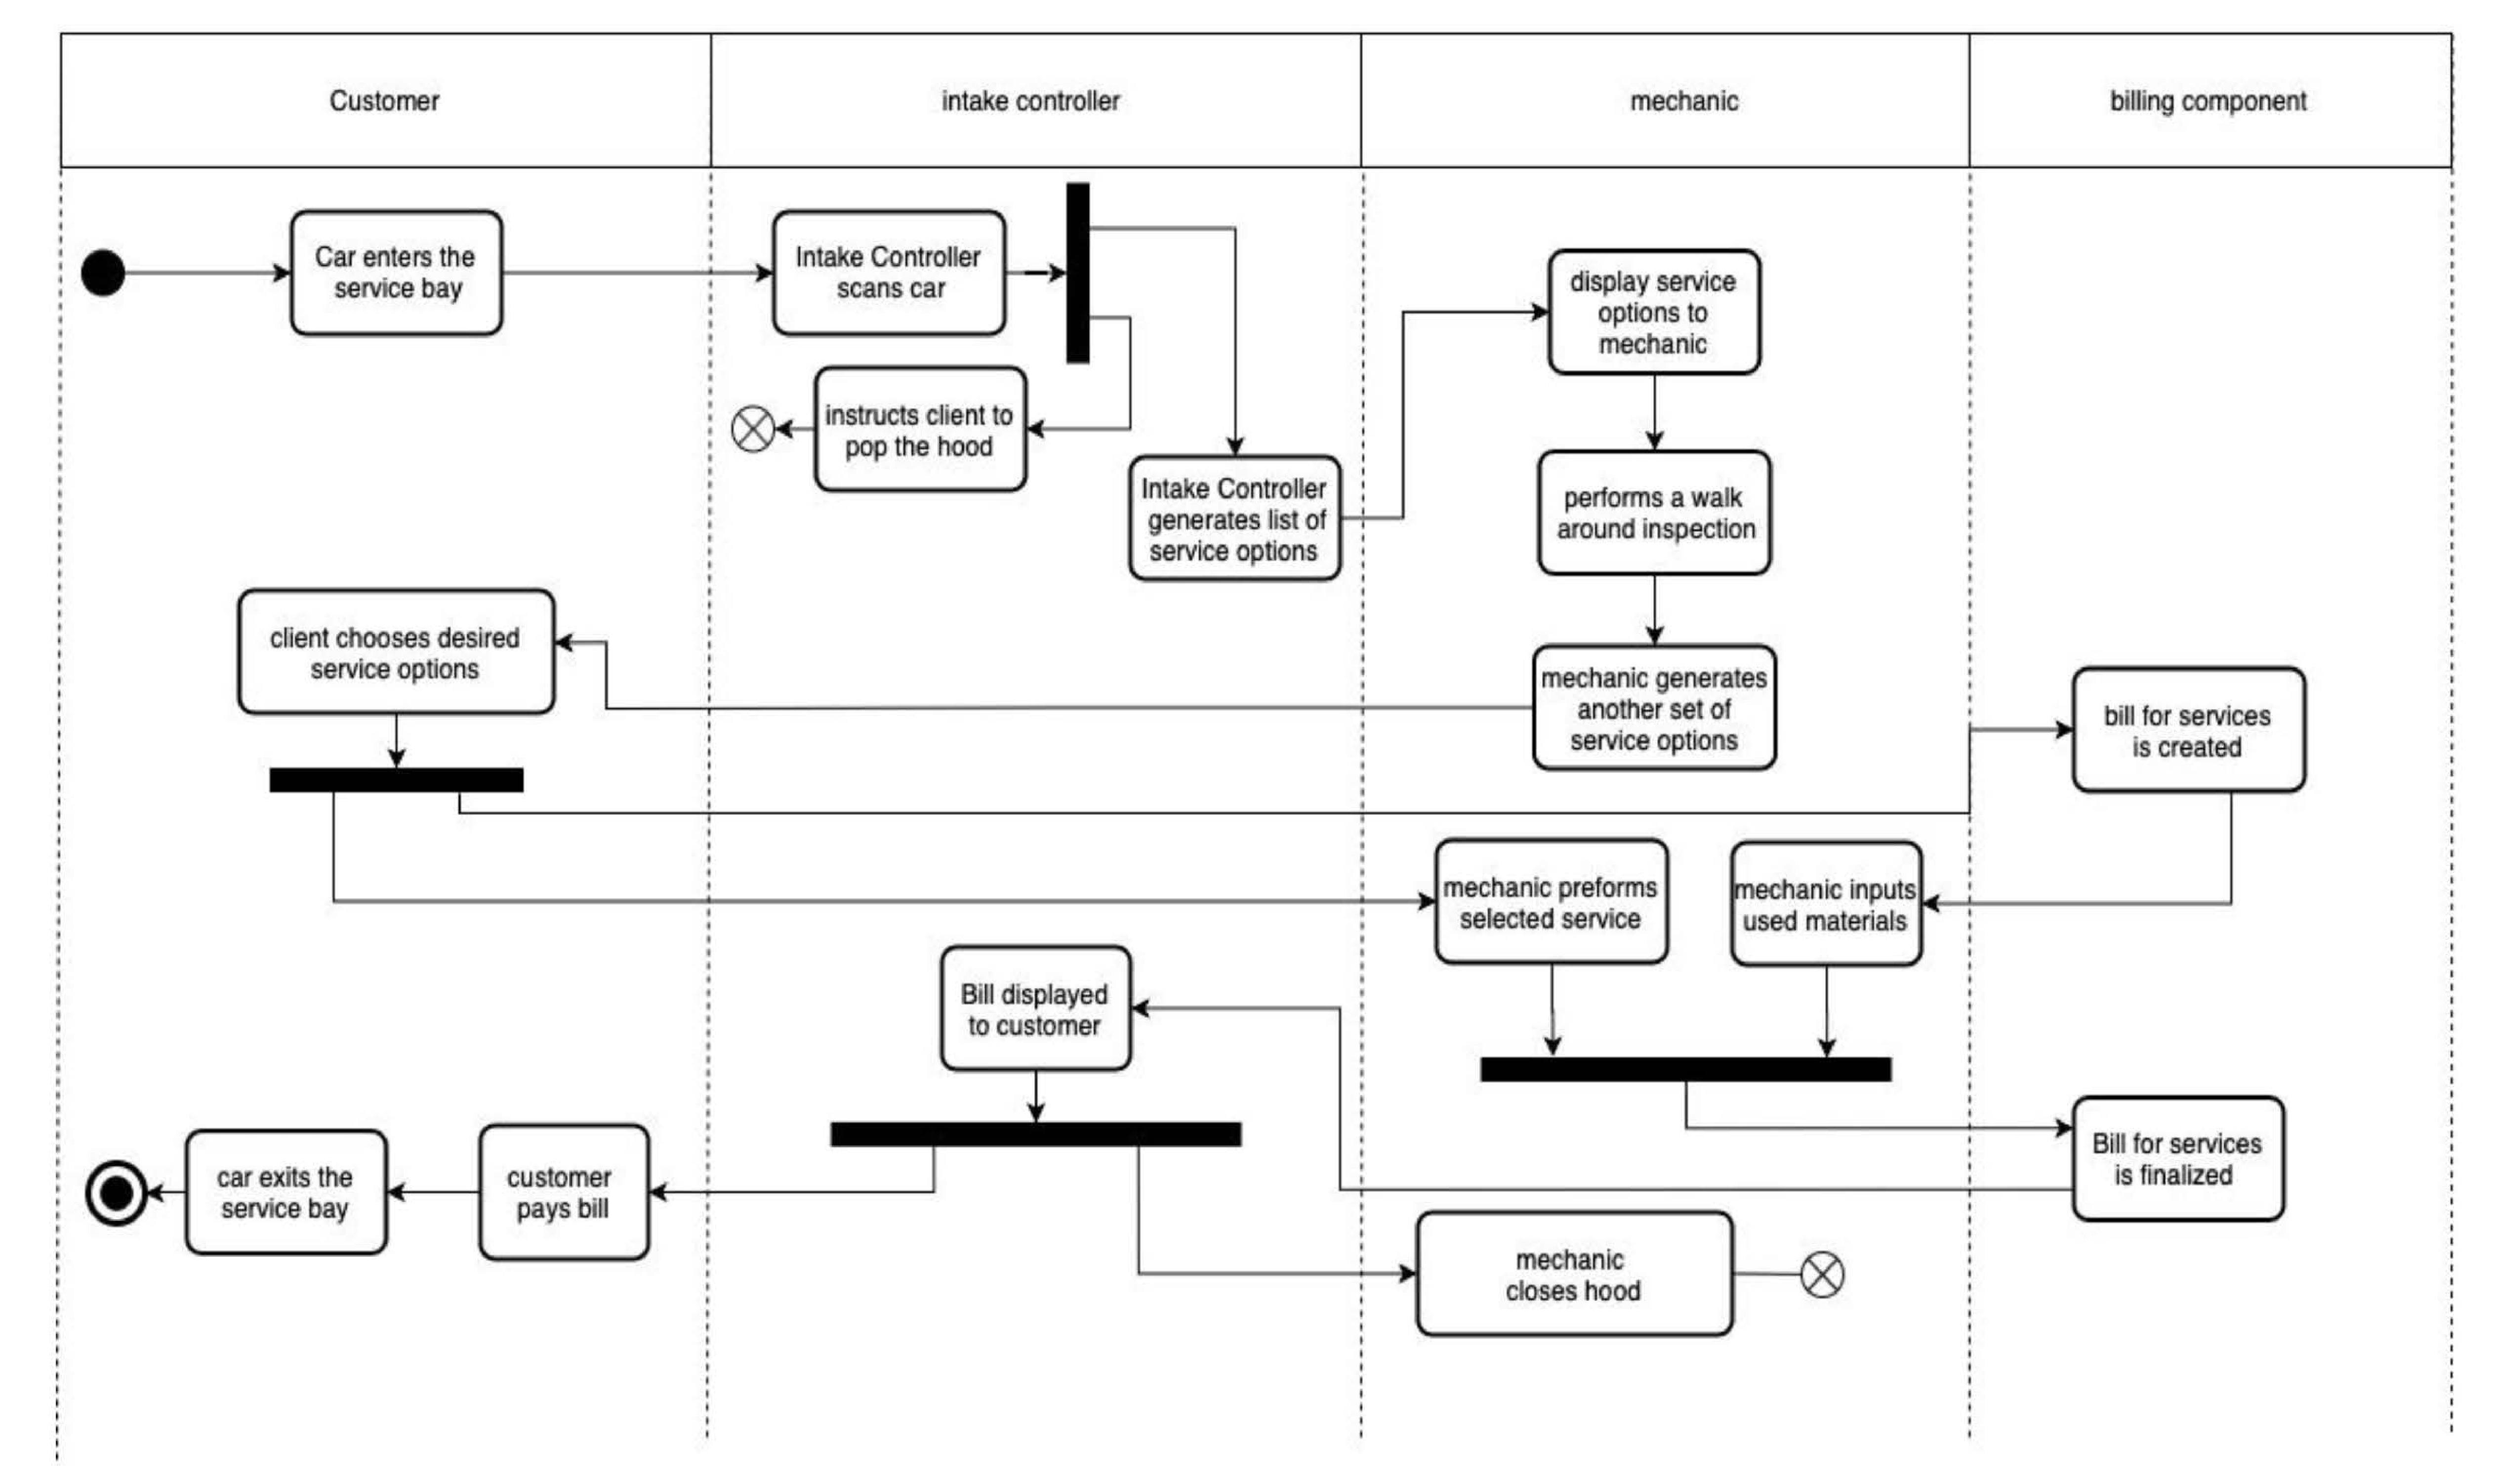 Customer
intake controller
mechanic
billing component
Car enters the
service bay
Intake Controller
scans car
display service
options to
mechanic
instructs client to
pop the hood
Intake Controller
generates list of
service options
performs a walk
around inspection
client chooses desired
service options
mechanic generates
another set of
service options
bill for services
is created
mechanic preforms
selected service
mechanic inputs
used materials
Bill displayed
to customer
Bill for services
is finalized
car exits the
service bay
customer
pays bill
mechanic
closes hood